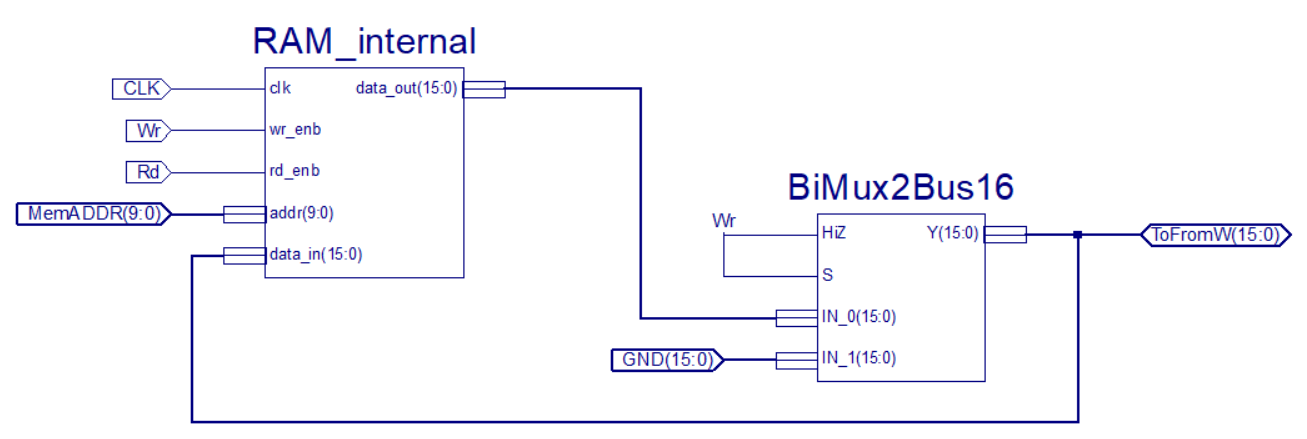 RAM_internal
CLK
clk
data_out(15:0)
Wr
wr_enb
Rd
rd_enb
MemADDR(9:0)
addr(9:0)
data_in(15:0)
BiMux2Bus16
Wr
HiZ
Y(15:0)
ToFromW(15:0)
S
IN_0(15:0)
GND(15:0)
IN_1(15:0)